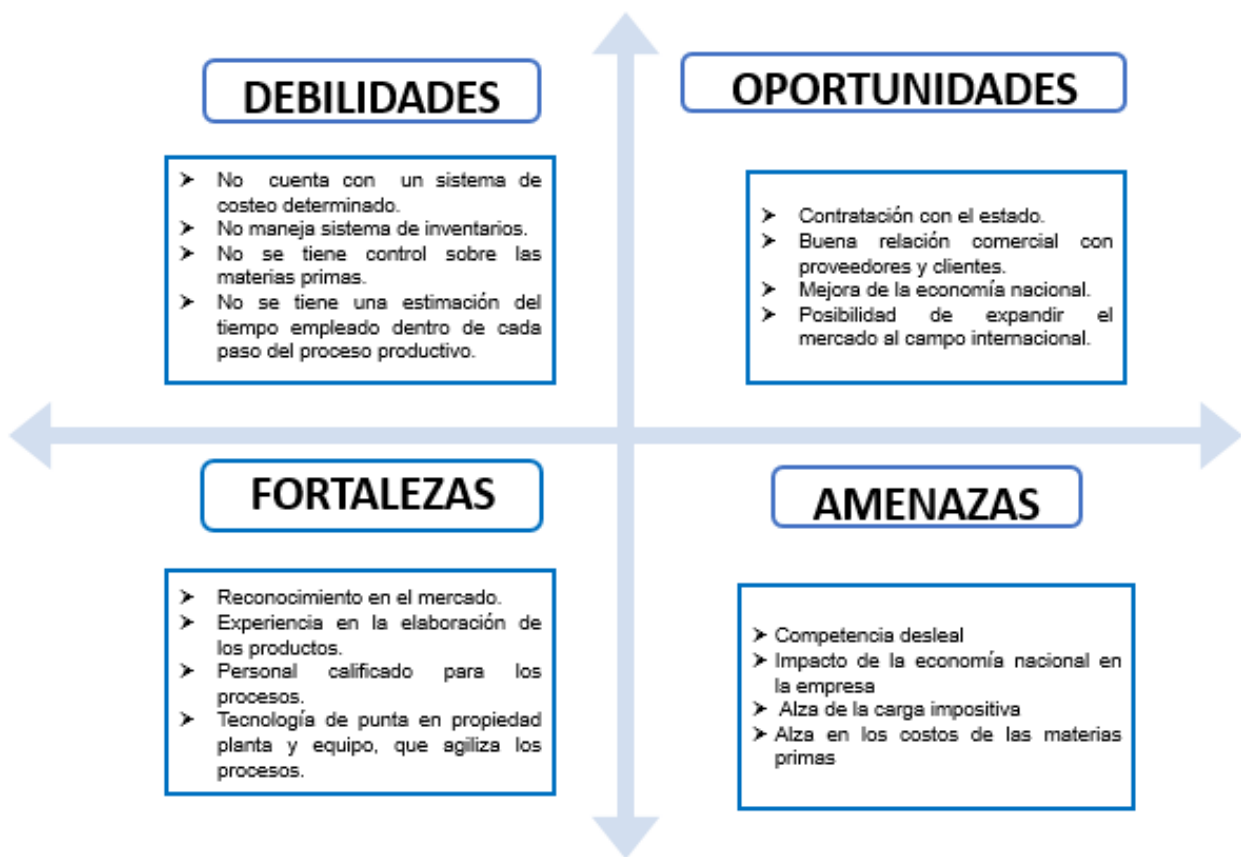 DEBILIDADES
➤ No cuenta con un sistema de
costeo determinado.
➤ No maneja sistema de inventarios.
➤ No se tiene control sobre las
materias primas.
➤ No se tiene una estimación del
tiempo empleado dentro de cada
paso del proceso productivo.
OPORTUNIDADES
➤ Contratación con el estado.
➤ Buena relación comercial con
proveedores y clientes.
➤ Mejora de la economía nacional.
➤ Posibilidad de expandir el
mercado al campo internacional.
FORTALEZAS
➤ Reconocimiento en el mercado.
➤ Experiencia en la elaboración de
los productos.
➤ Personal calificado para los
procesos.
➤ Tecnología de punta en propiedad
planta y equipo, que agiliza los
procesos.
AMENAZAS
➤ Competencia desleal
➤ Impacto de la economía nacional en
la empresa
➤ Alza de la carga impositiva
➤ Alza en los costos de las materias
primas